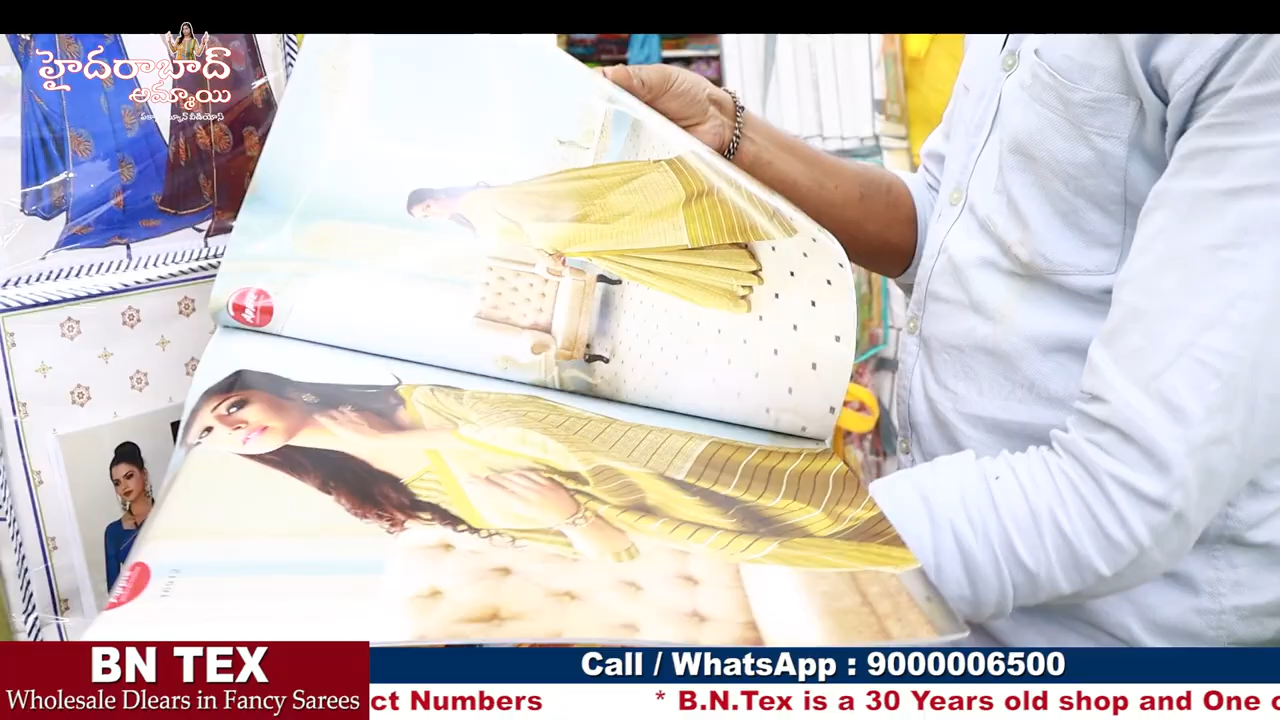 హైదరాబాద్
అమ్మాయి
BN TEX
Wholesale Dlears in Fancy Sarees
Call / WhatsApp : 9000006500
ct Numbers * B.N.Tex is a 30 Years old shop and One